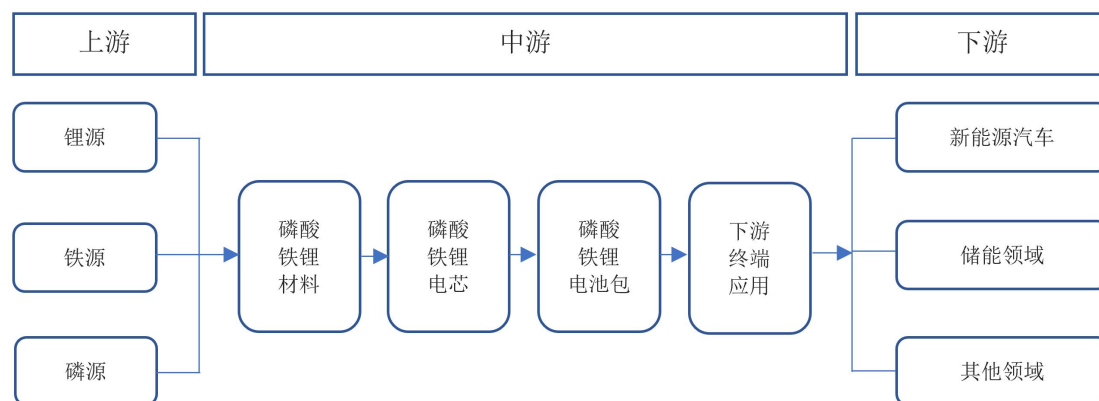 上游
中游
下游
锂源
铁源
磷源
磷酸
铁锂
材料
磷酸
铁锂
电芯
磷酸
铁锂
电池包
下游
终端
应用
新能源汽车
储能领域
其他领域